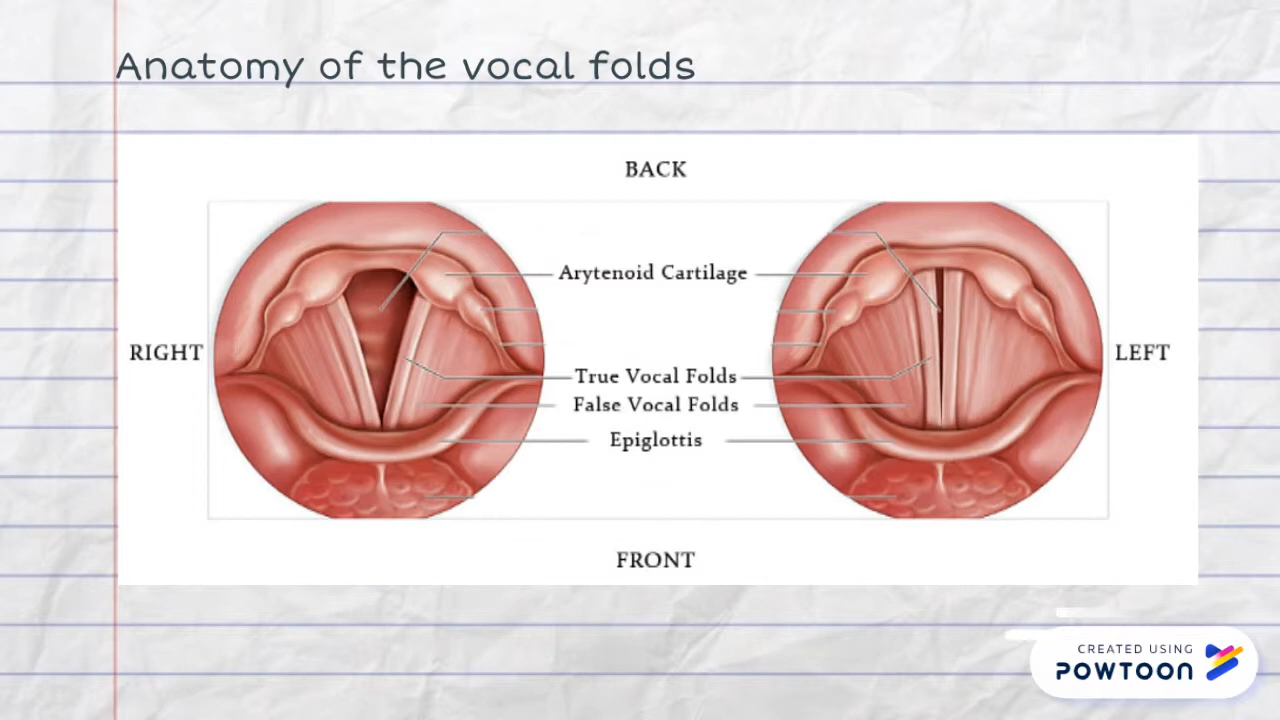 Anatomy of the vocal folds
BACK
Arytenoid Cartilage
RIGHT
LEFT
True Vocal Folds
False Vocal Folds
Epiglottis
FRONT
CREATED USING
POWTOON